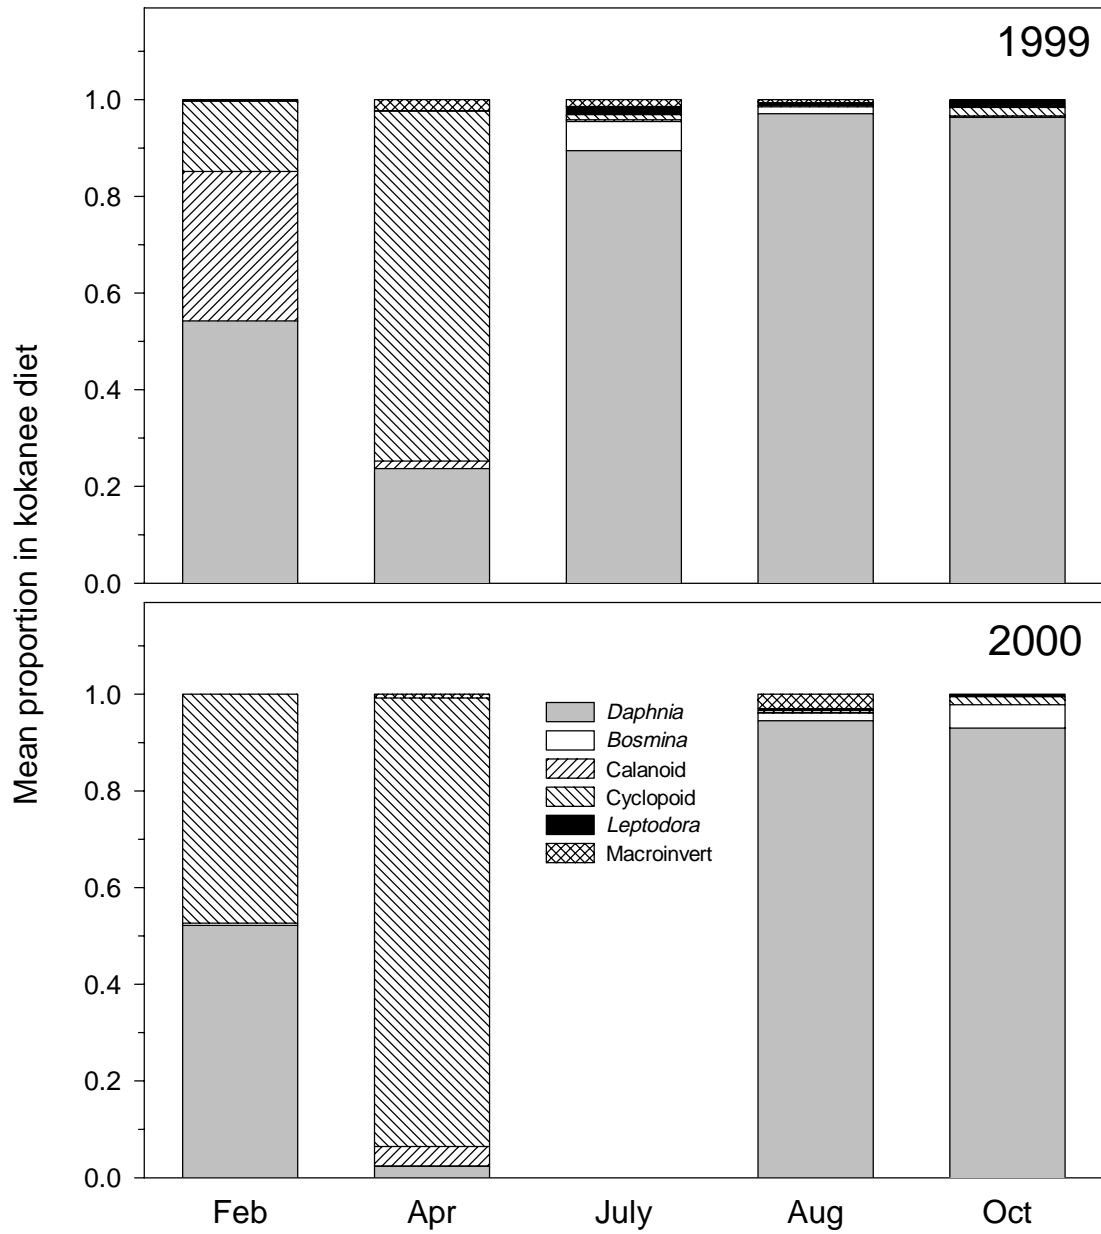 1999
1.0
0.8
0.6
0.4
0.2
0.0
Mean proportion in kokanee diet
2000
1.0
0.8
0.6
0.4
0.2
0.0
Daphnia
Bosmina
Calanoid
Cyclopoid
Leptodora
Macroinvert
Feb Apr July Aug Oct